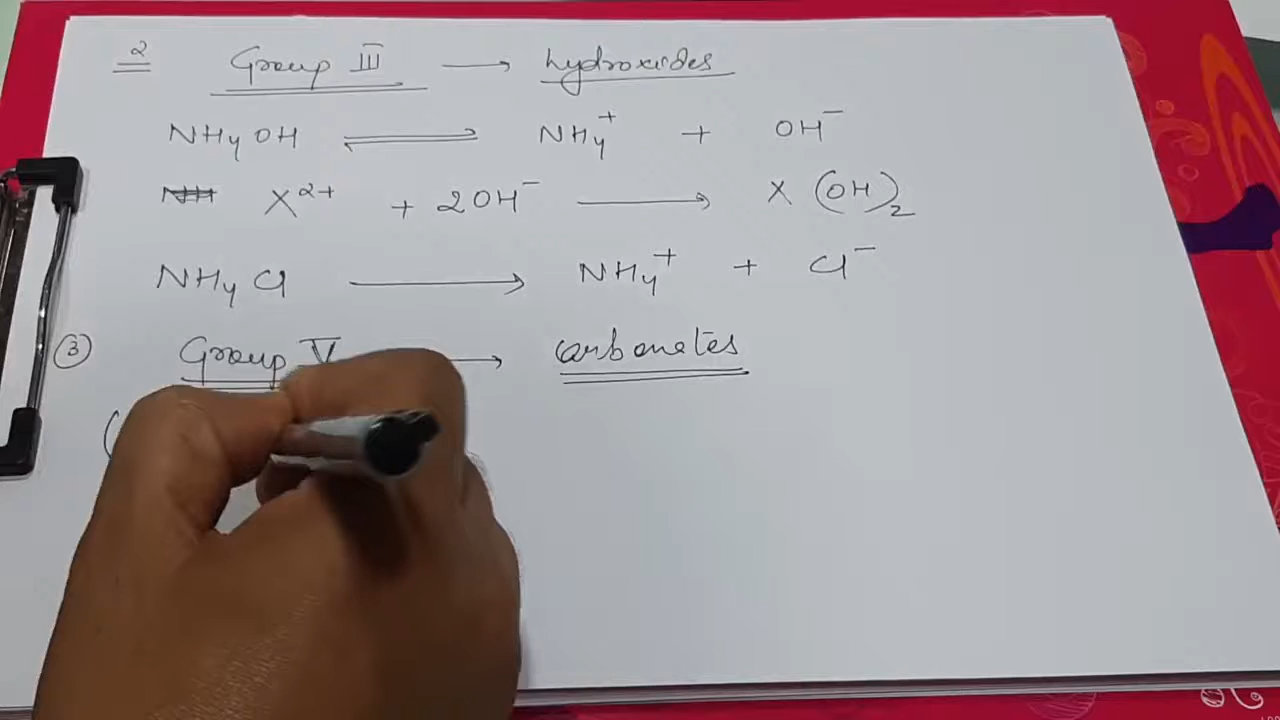 2 Group III → hydroxides
NH4OH ⇌ NH4+ + OH−
X2+ + 2OH− → X (OH)2
NH4Cl → NH4+ + Cl−
③ Group V → carbonates
(